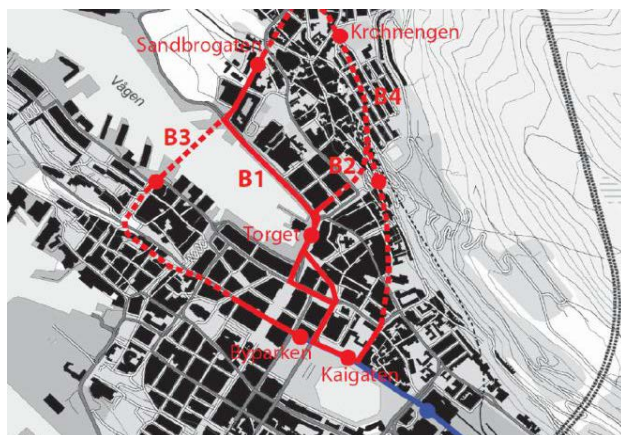 Krohnengen
Sandbrogaten
Vågen
B4
B3
B2
B1
Torget
Byparken
Kaigaten